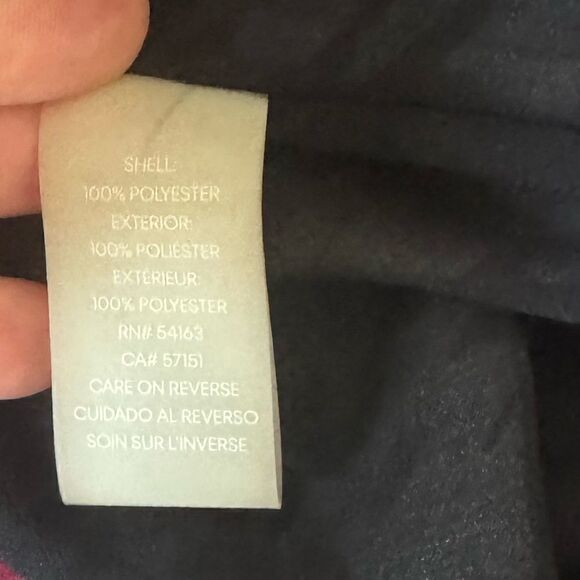 SHELL:
100% POLYESTER
EXTERIOR:
100% POLIÉSTER
EXTÉRIEUR:
100% POLYESTER
RN# 54163
CA# 57151
CARE ON REVERSE
CUIDADO AL REVERSO
SOIN SUR L'INVERSE